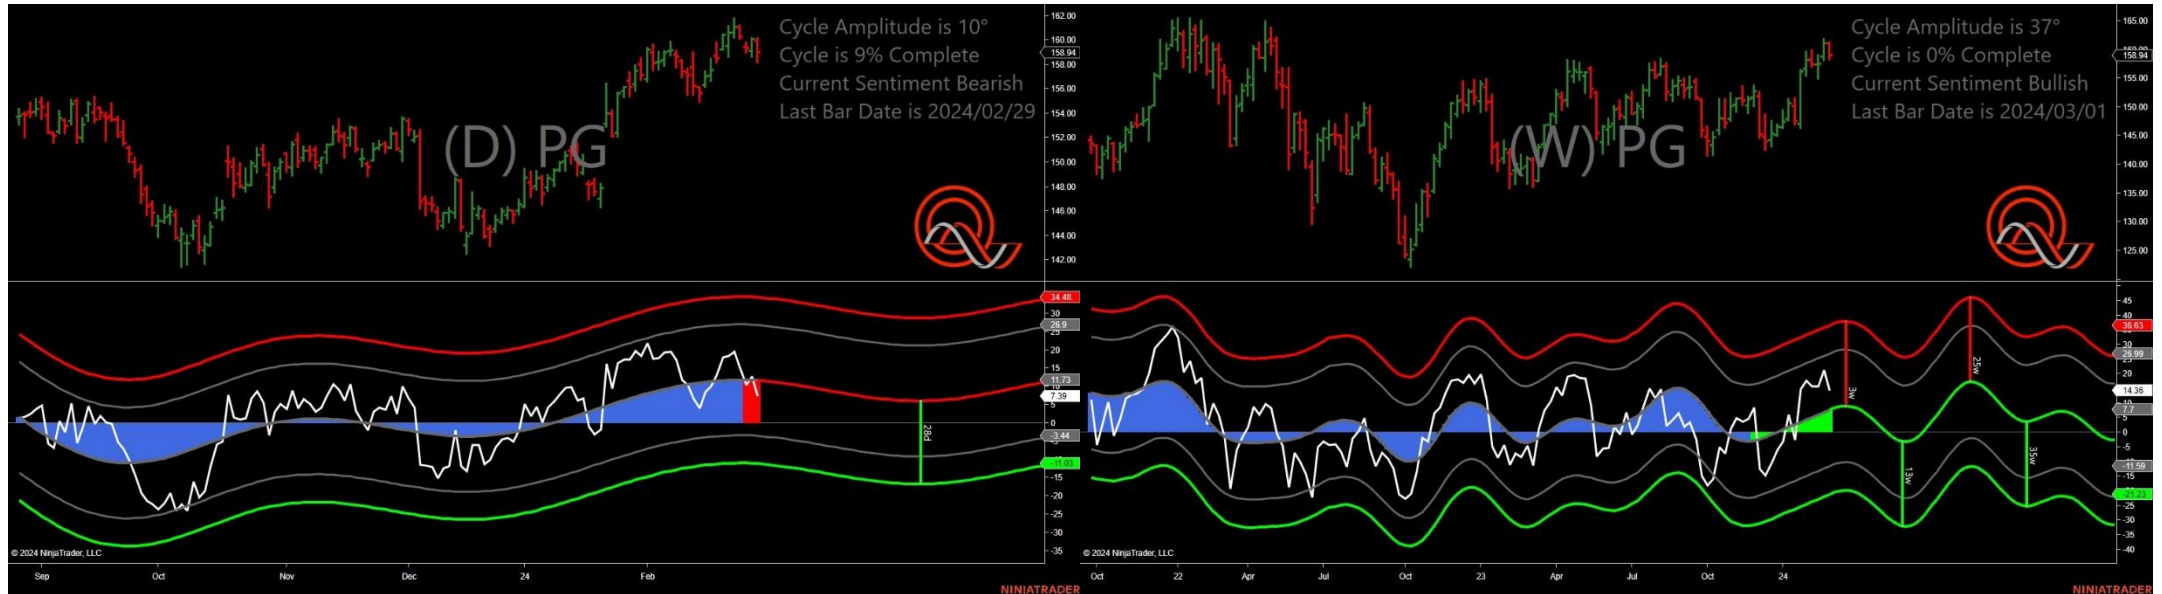 Cycle Amplitude is 10°
Cycle is 9% Complete
Current Sentiment Bearish
Last Bar Date is 2024/02/29
(D) PG
162.00
160.00
158.94
158.00
156.00
154.00
152.00
150.00
148.00
146.00
144.00
142.00
34.48
30
26.9
25
20
15
11.73
10
7.39
5
0
-3.44
-5
-11.03
-15
-20
-25
-30
-35
28d
© 2024 NinjaTrader, LLC
Sep Oct Nov Dec 24 Feb
NINJATRADER
Cycle Amplitude is 37°
Cycle is 0% Complete
Current Sentiment Bullish
Last Bar Date is 2024/03/01
(W) PG
165.00
160.00
158.94
155.00
150.00
145.00
140.00
135.00
130.00
125.00
45
40
36.63
30
26.99
20
14.36
10
7.7
5
0
-5
-11.59
-15
-21.23
-25
-30
-35
-40
3w
13w
25w
35w
© 2024 NinjaTrader, LLC
Oct 22 Apr Jul Oct 23 Apr Jul Oct 24
NINJATRADER